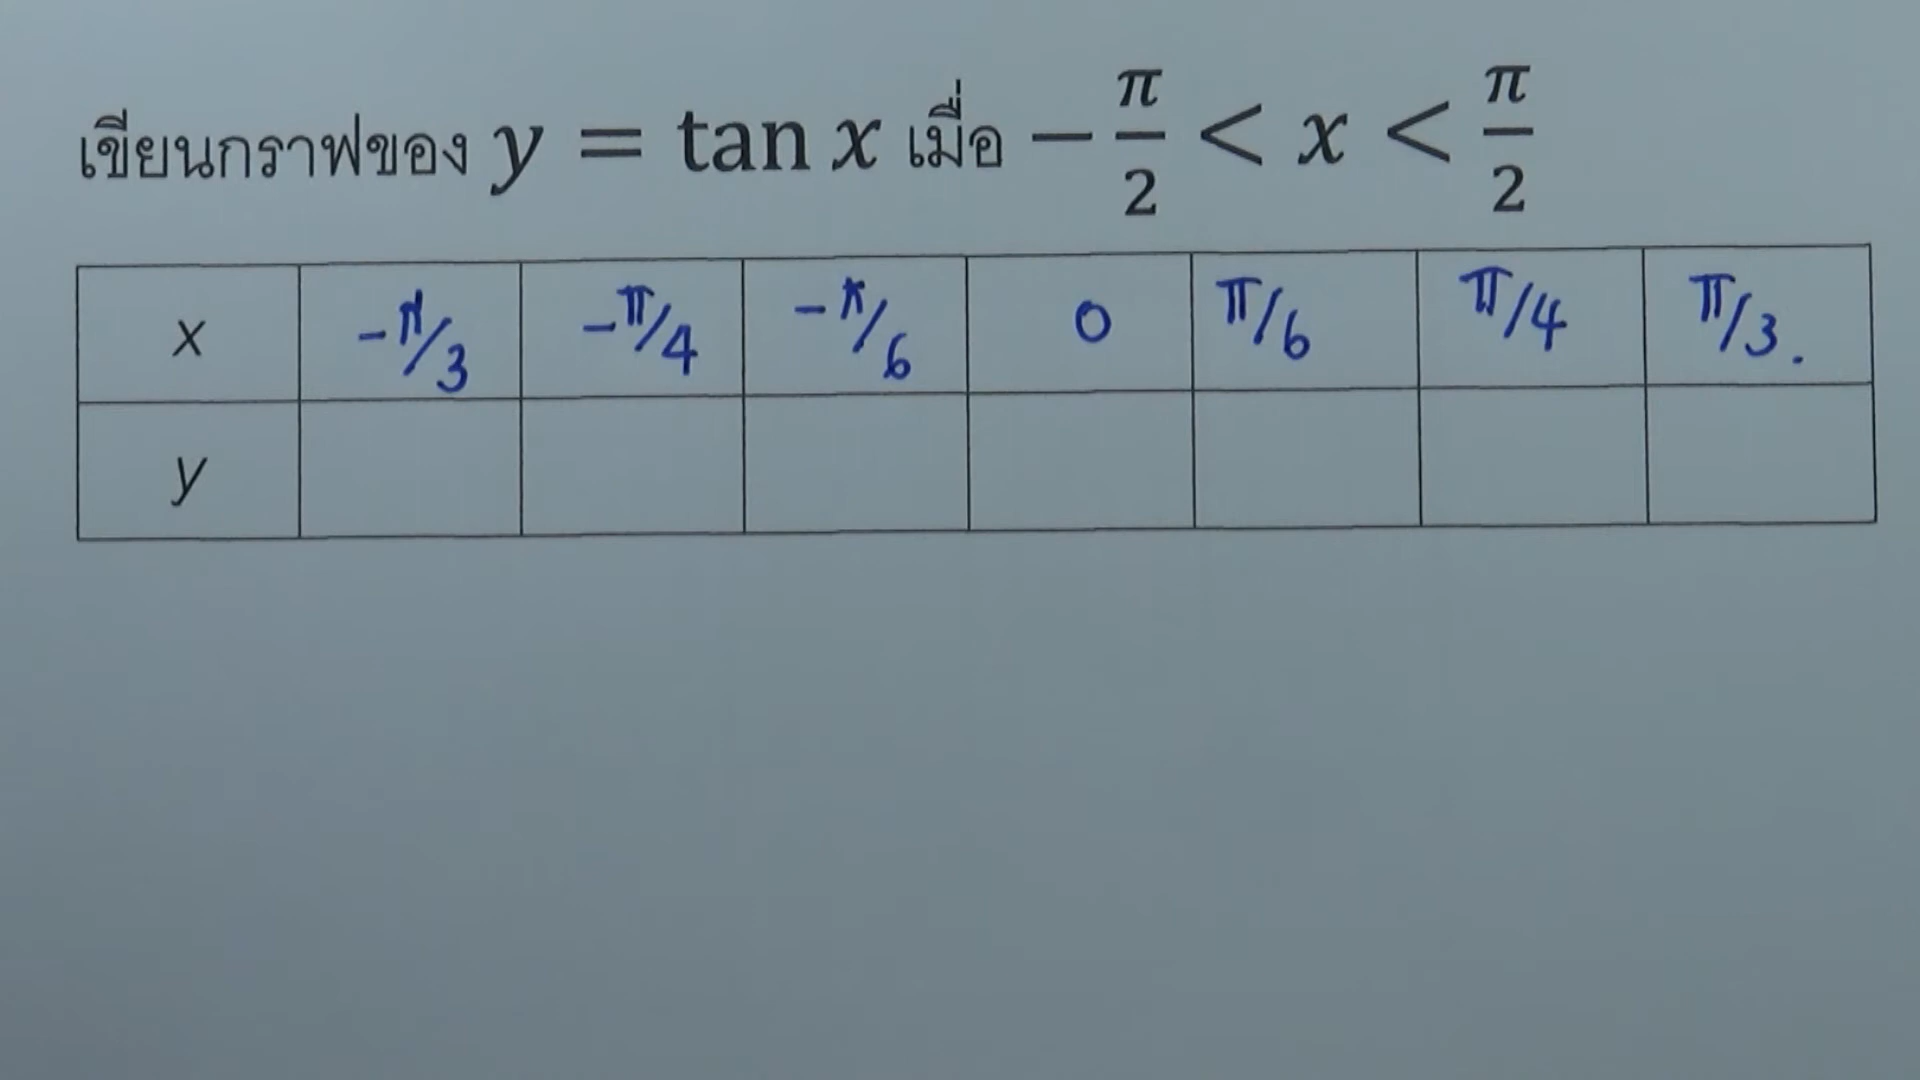 เขียนกราฟของ y = tan x เมื่อ −π/2 < x < π/2
x -π/3 -π/4 -π/6 0 π/6 π/4 π/3.
y